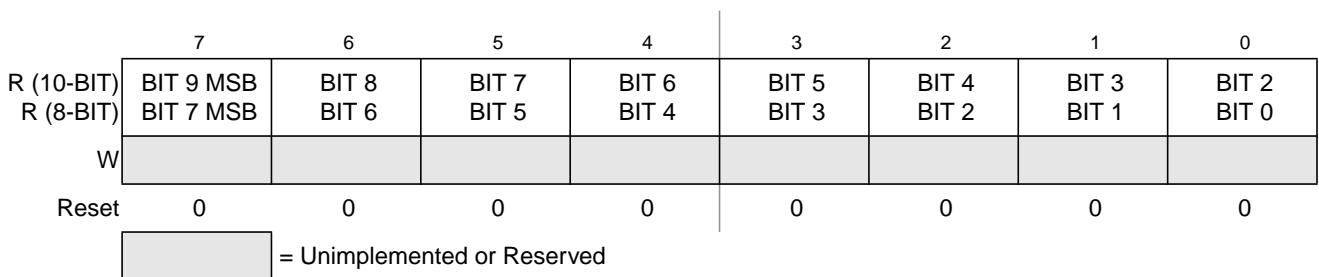 7 6 5 4 3 2 1 0
R (10-BIT) BIT 9 MSB BIT 8 BIT 7 BIT 6 BIT 5 BIT 4 BIT 3 BIT 2
R (8-BIT) BIT 7 MSB BIT 6 BIT 5 BIT 4 BIT 3 BIT 2 BIT 1 BIT 0
W
Reset 0 0 0 0 0 0 0 0
= Unimplemented or Reserved